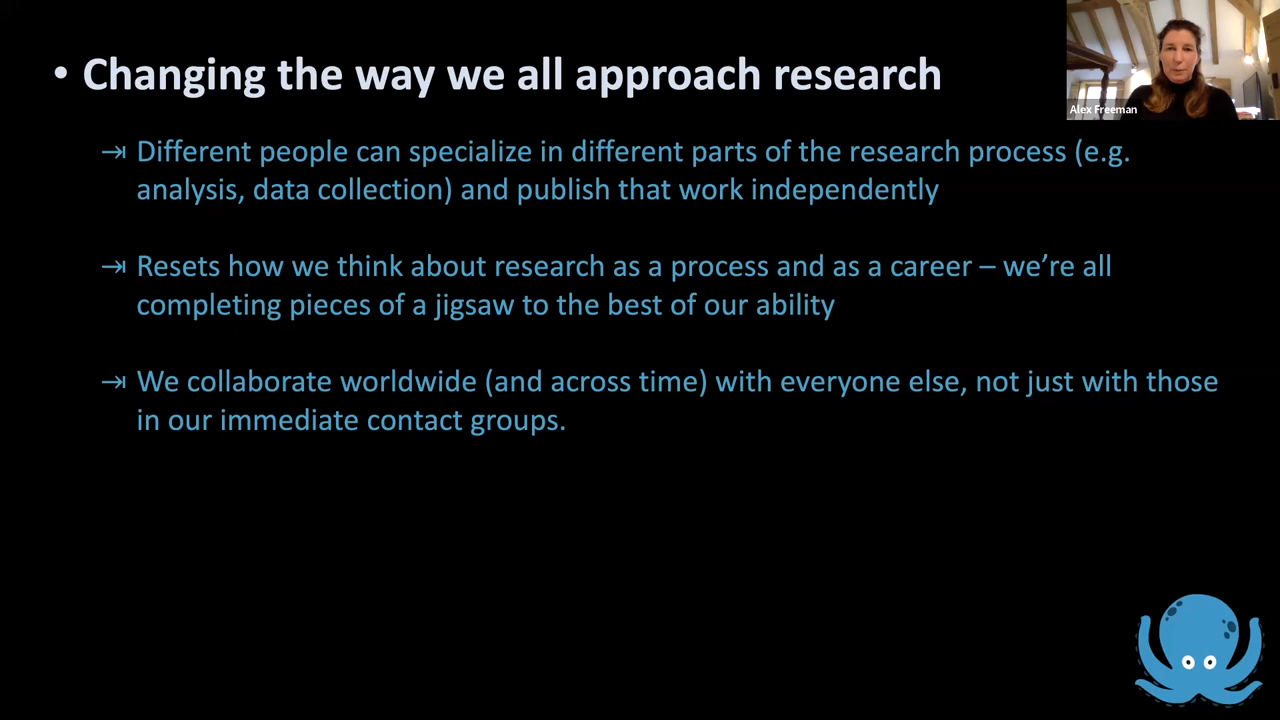 • Changing the way we all approach research
Alex Freeman
⇥ Different people can specialize in different parts of the research process (e.g.
analysis, data collection) and publish that work independently
⇥ Resets how we think about research as a process and as a career – we’re all
completing pieces of a jigsaw to the best of our ability
⇥ We collaborate worldwide (and across time) with everyone else, not just with those
in our immediate contact groups.